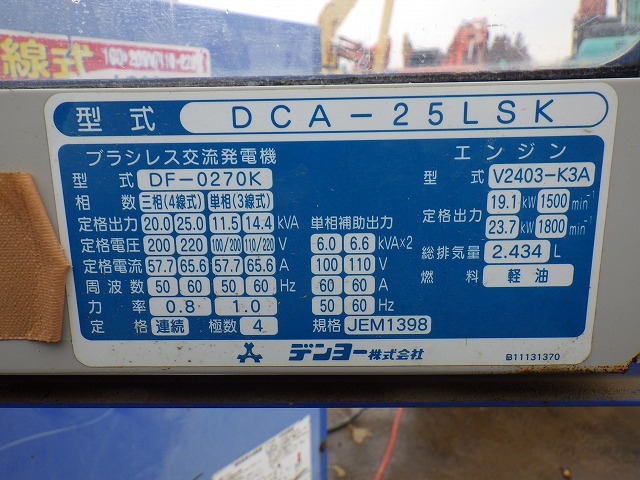 線式
型式 DCA-25LSK
ブラシレス交流発電機
型式 DF-0270K
相数 三相(4線式) 単相(3線式)
定格出力 20.0 25.0 11.5 14.4 kVA
定格電圧 200 220 100/200 110/220 V
定格電流 57.7 65.6 57.7 65.6 A
周波数 50 60 50 60 Hz
力率 0.8 1.0
定格 連続 極数 4
単相補助出力
6.0 6.6 kVA×2
100 110 V
60 60 A
50 60 Hz
規格 JEM1398
エンジン
型式 V2403-K3A
定格出力 19.1 kW 1500 min⁻¹
23.7 kW 1800 min⁻¹
総排気量 2.434 L
燃料 軽油
デンヨー株式会社
B11131370